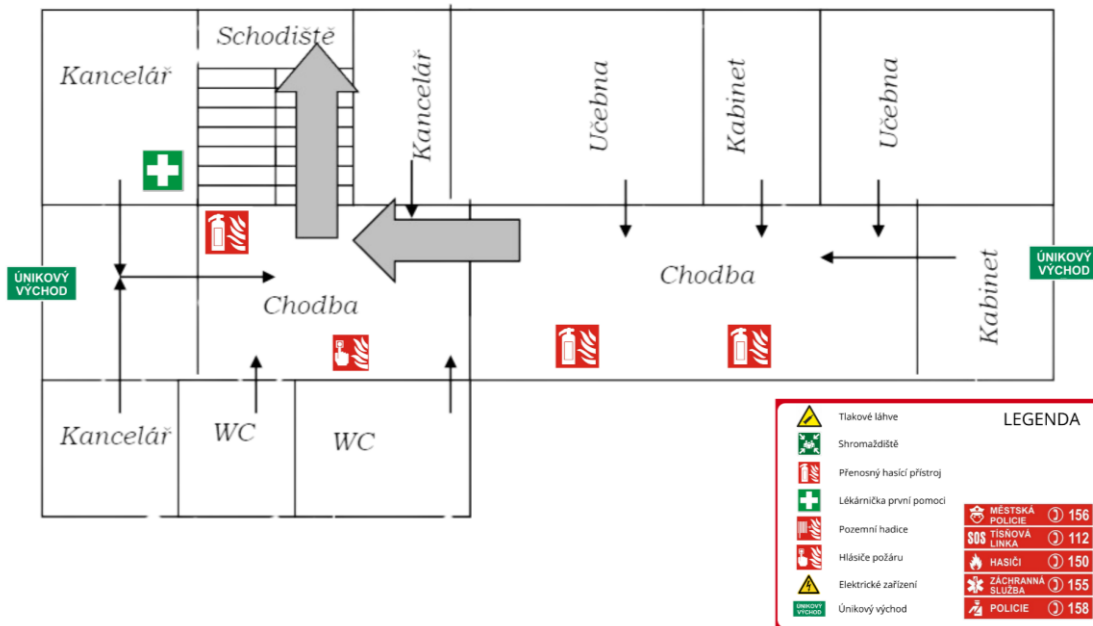 Schodiště
Kancelář
Kancelář
Učebna
Kabinet
Učebna
ÚNIKOVÝ
VÝCHOD
Chodba
Chodba
Kabinet
ÚNIKOVÝ
VÝCHOD
Kancelář
WC
WC
LEGENDA
Tlakové láhve
Shromaždiště
Přenosný hasící přístroj
Lékárnička první pomoci
Pozemní hadice
Hlásiče požáru
Elektrické zařízení
ÚNIKOVÝ
VÝCHOD
Únikový východ
MĚSTSKÁ
POLICIE 156
SOS TÍSŇOVÁ
LINKA 112
HASIČI 150
ZÁCHRANNÁ
SLUŽBA 155
POLICIE 158